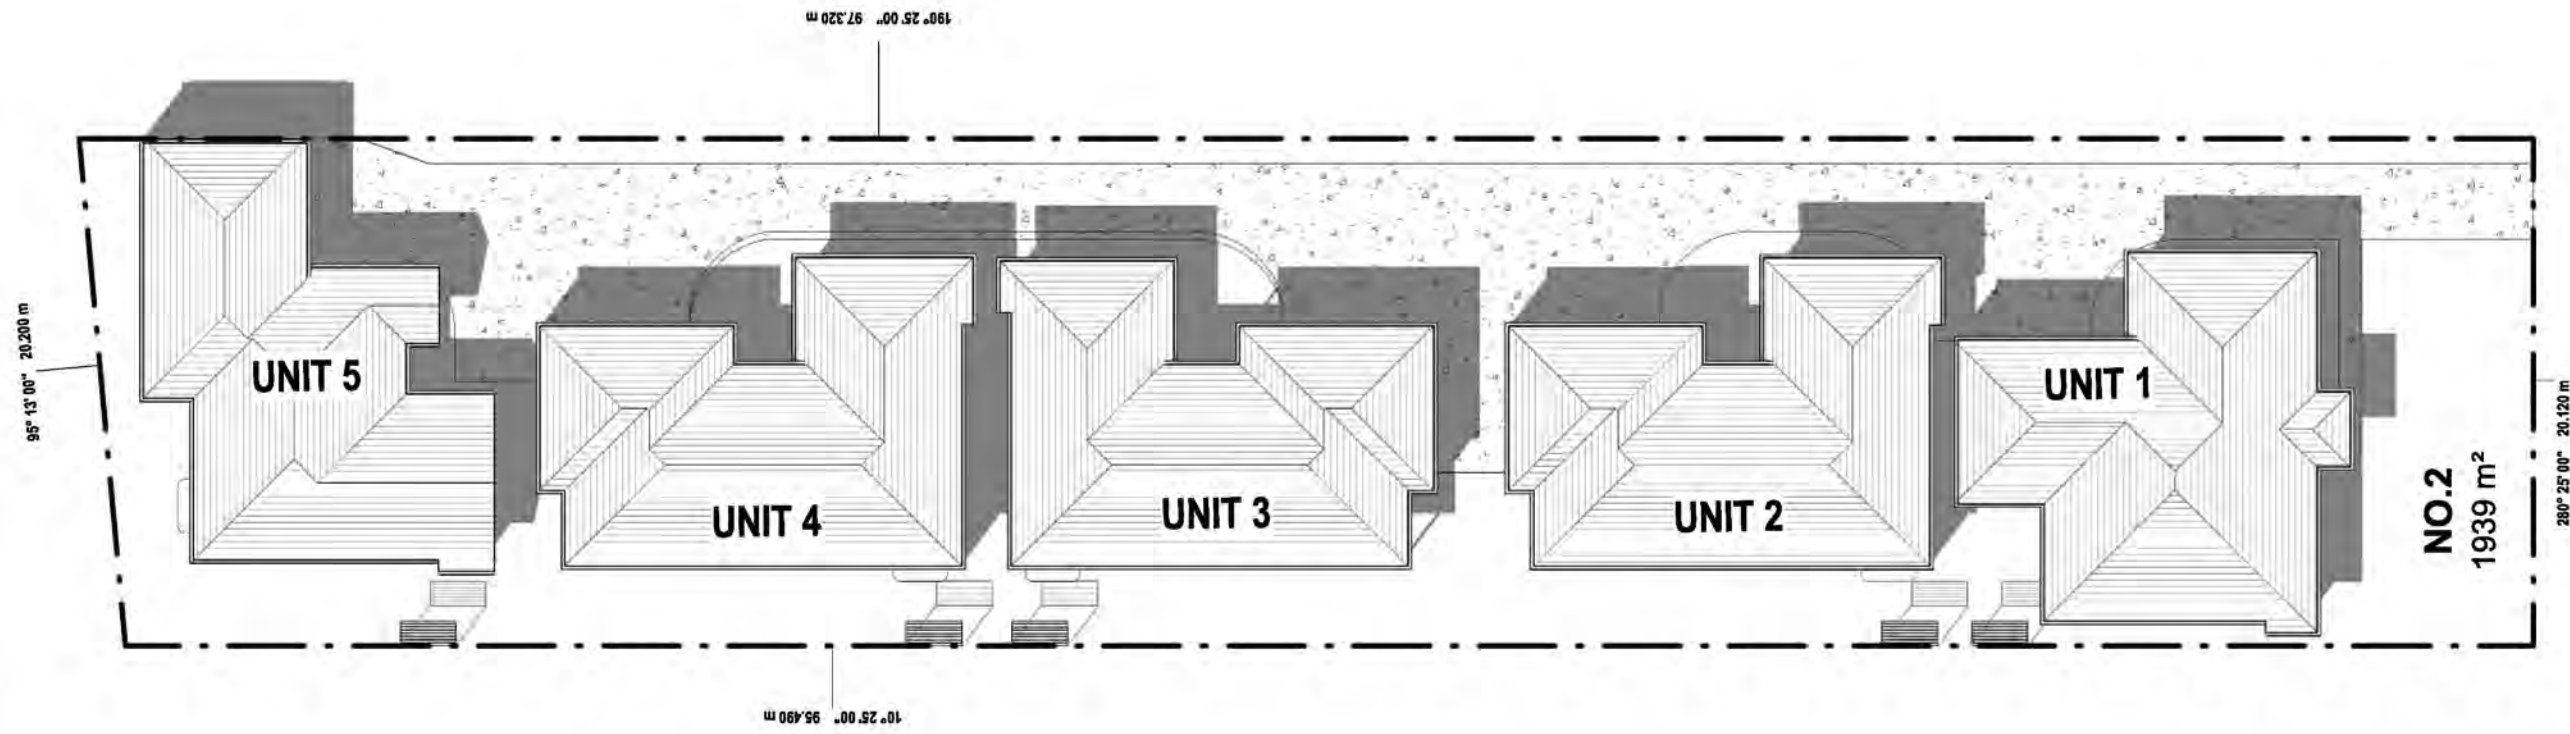 190° 25' 00" 97.320 m
95° 13' 00" 20.200 m
UNIT 5
UNIT 4
UNIT 3
UNIT 2
UNIT 1
NO.2
1939 m²
280° 25' 00" 20.120 m
10° 25' 00" 95.490 m